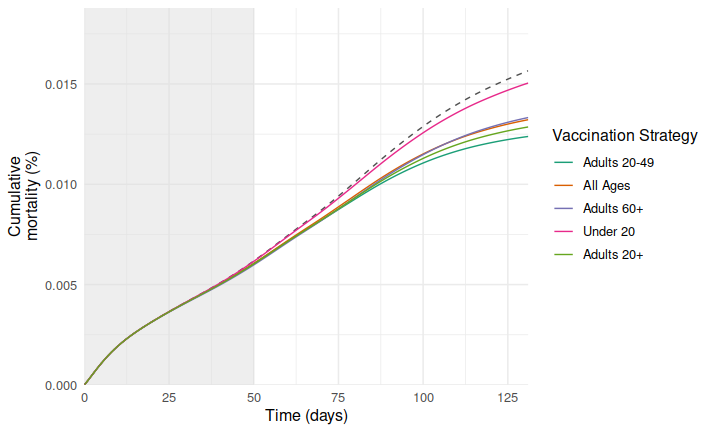 0.015
0.010
0.005
0.000
Cumulative
mortality (%)
0
25
50
75
100
125
Time (days)
Vaccination Strategy
Adults 20-49
All Ages
Adults 60+
Under 20
Adults 20+